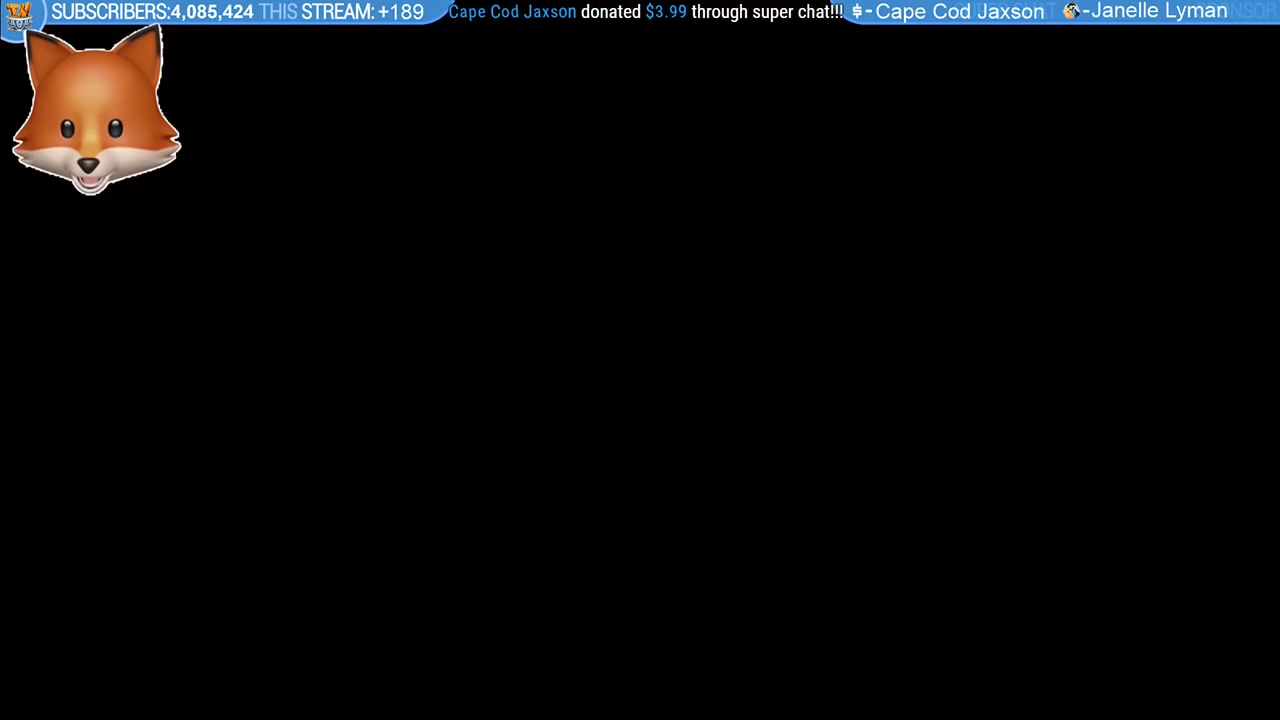 SUBSCRIBERS:4,085,424 THIS STREAM: +189
Cape Cod Jaxson donated $3.99 through super chat!!!
$-Cape Cod Jaxson
-Janelle Lyman